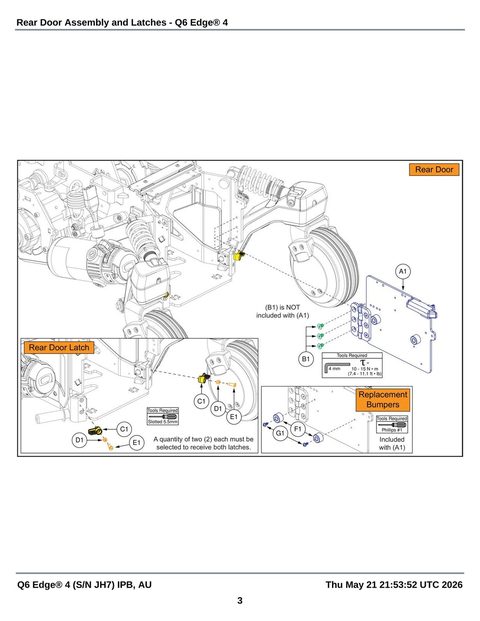 Rear Door Assembly and Latches - Q6 Edge® 4
Rear Door
A1
(B1) is NOT
included with (A1)
B1
Tools Required
4 mm
τ =
10 - 15 N • m
(7.4 - 11.1 ft • lb)
Rear Door Latch
C1
D1
E1
Tools Required
Slotted 5.5mm
C1
D1
E1
A quantity of two (2) each must be
selected to receive both latches.
Replacement
Bumpers
Tools Required
Phillips #1
F1
G1
Included
with (A1)
Q6 Edge® 4 (S/N JH7) IPB, AU
Thu May 21 21:53:52 UTC 2026
3